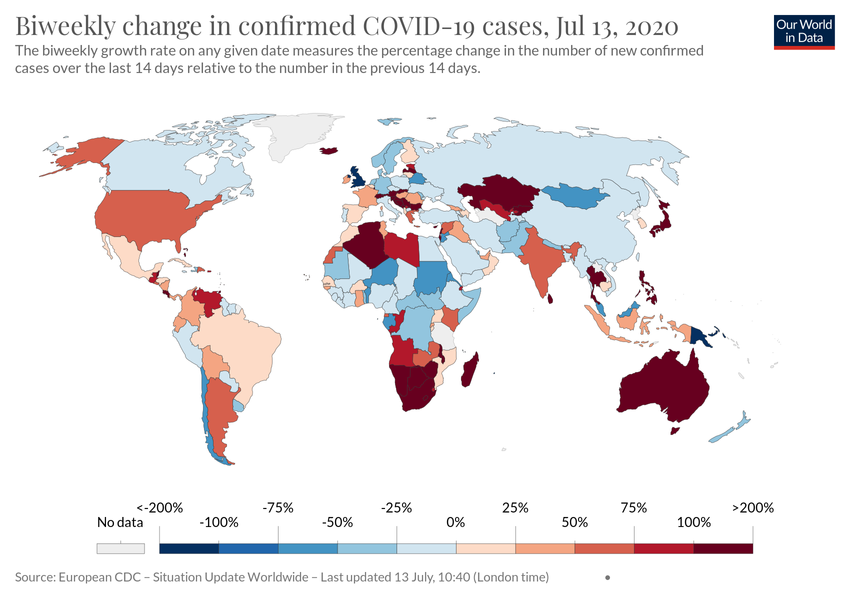 Biweekly change in confirmed COVID-19 cases, Jul 13, 2020
Our World
in Data
The biweekly growth rate on any given date measures the percentage change in the number of new confirmed
cases over the last 14 days relative to the number in the previous 14 days.
<-200% -75% -25% 25% 75% >200%
No data -100% -50% 0% 50% 100%
Source: European CDC – Situation Update Worldwide – Last updated 13 July, 10:40 (London time) •